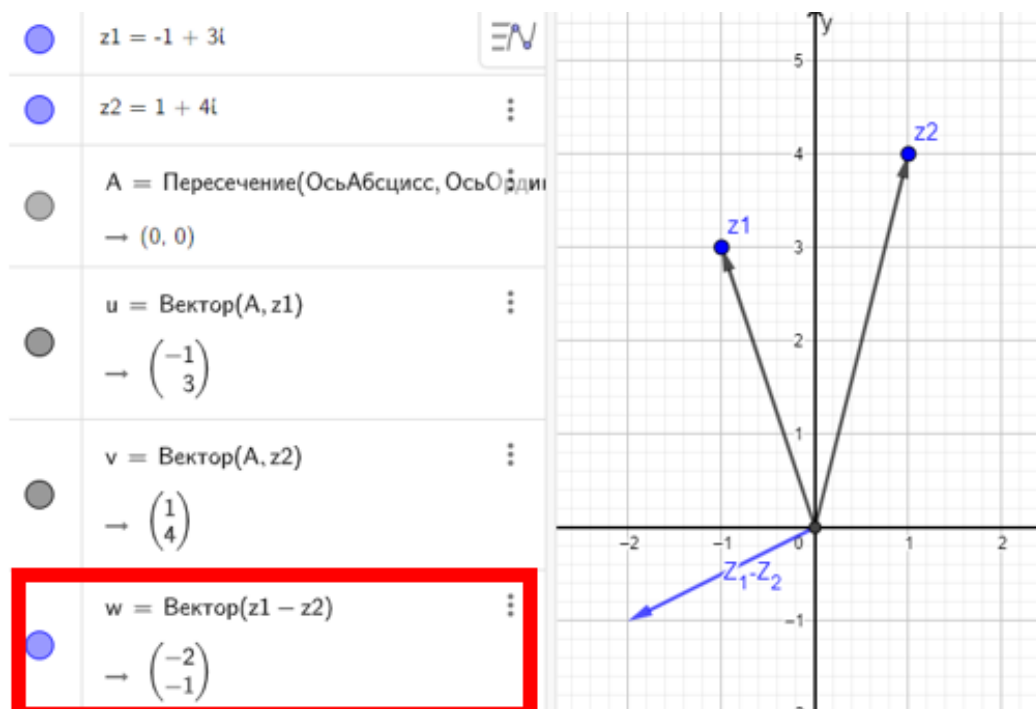 z1 = -1 + 3i
z2 = 1 + 4i
A = Пересечение(ОсьАбсцисс, ОсьОрди
→ (0, 0)
u = Вектор(A, z1)
→ (−1
3)
v = Вектор(A, z2)
→ (1
4)
w = Вектор(z1 − z2)
→ (−2
−1)
y
5
z2
4
z1
3
2
1
−2 −1 0 1 2
Z1-Z2
−1